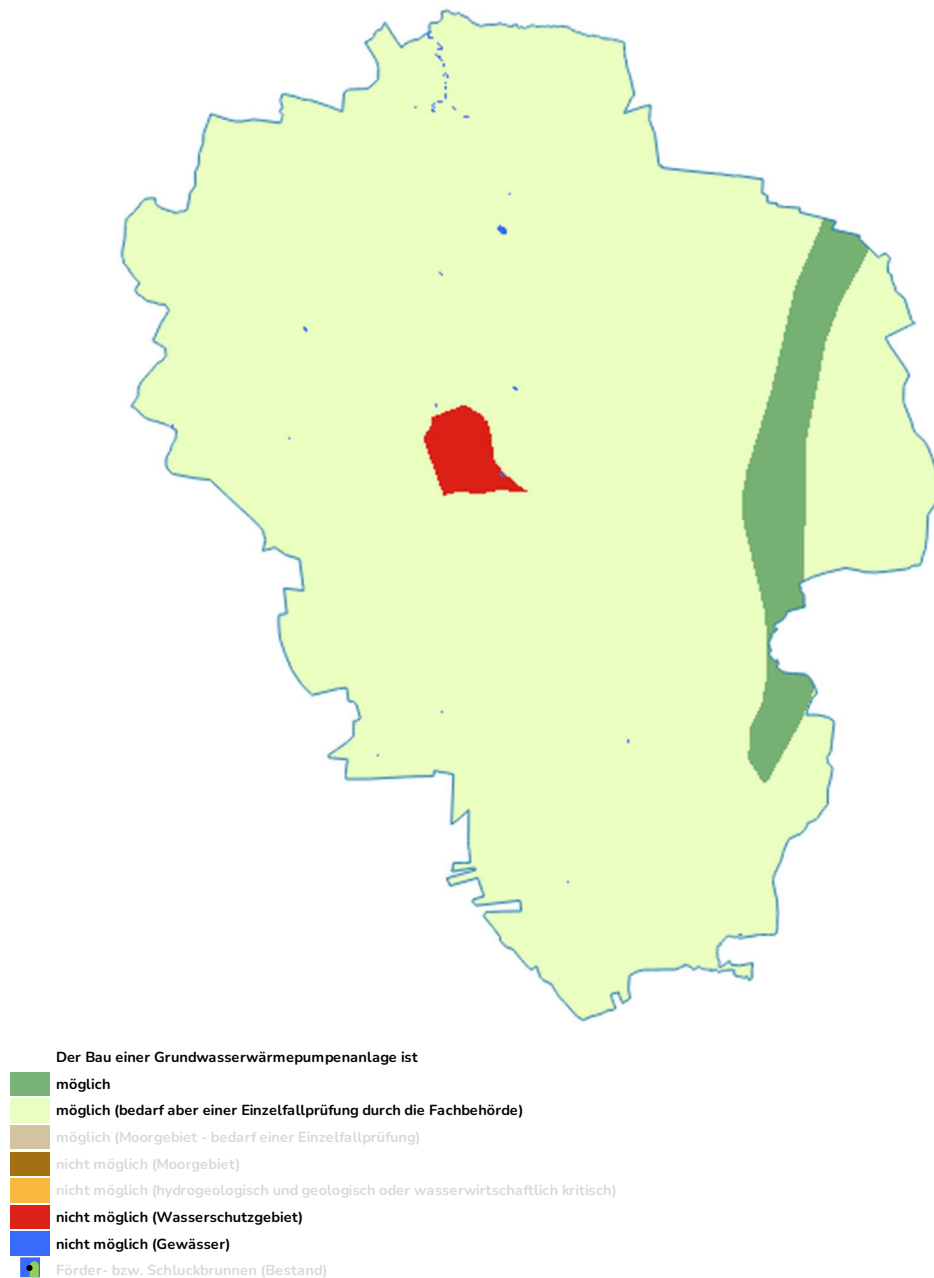 Der Bau einer Grundwasserwärmepumpenanlage ist
möglich
möglich (bedarf aber einer Einzelfallprüfung durch die Fachbehörde)
möglich (Moorgebiet - bedarf einer Einzelfallprüfung)
nicht möglich (Moorgebiet)
nicht möglich (hydrogeologisch und geologisch oder wasserwirtschaftlich kritisch)
nicht möglich (Wasserschutzgebiet)
nicht möglich (Gewässer)
Förder- bzw. Schluckbrunnen (Bestand)